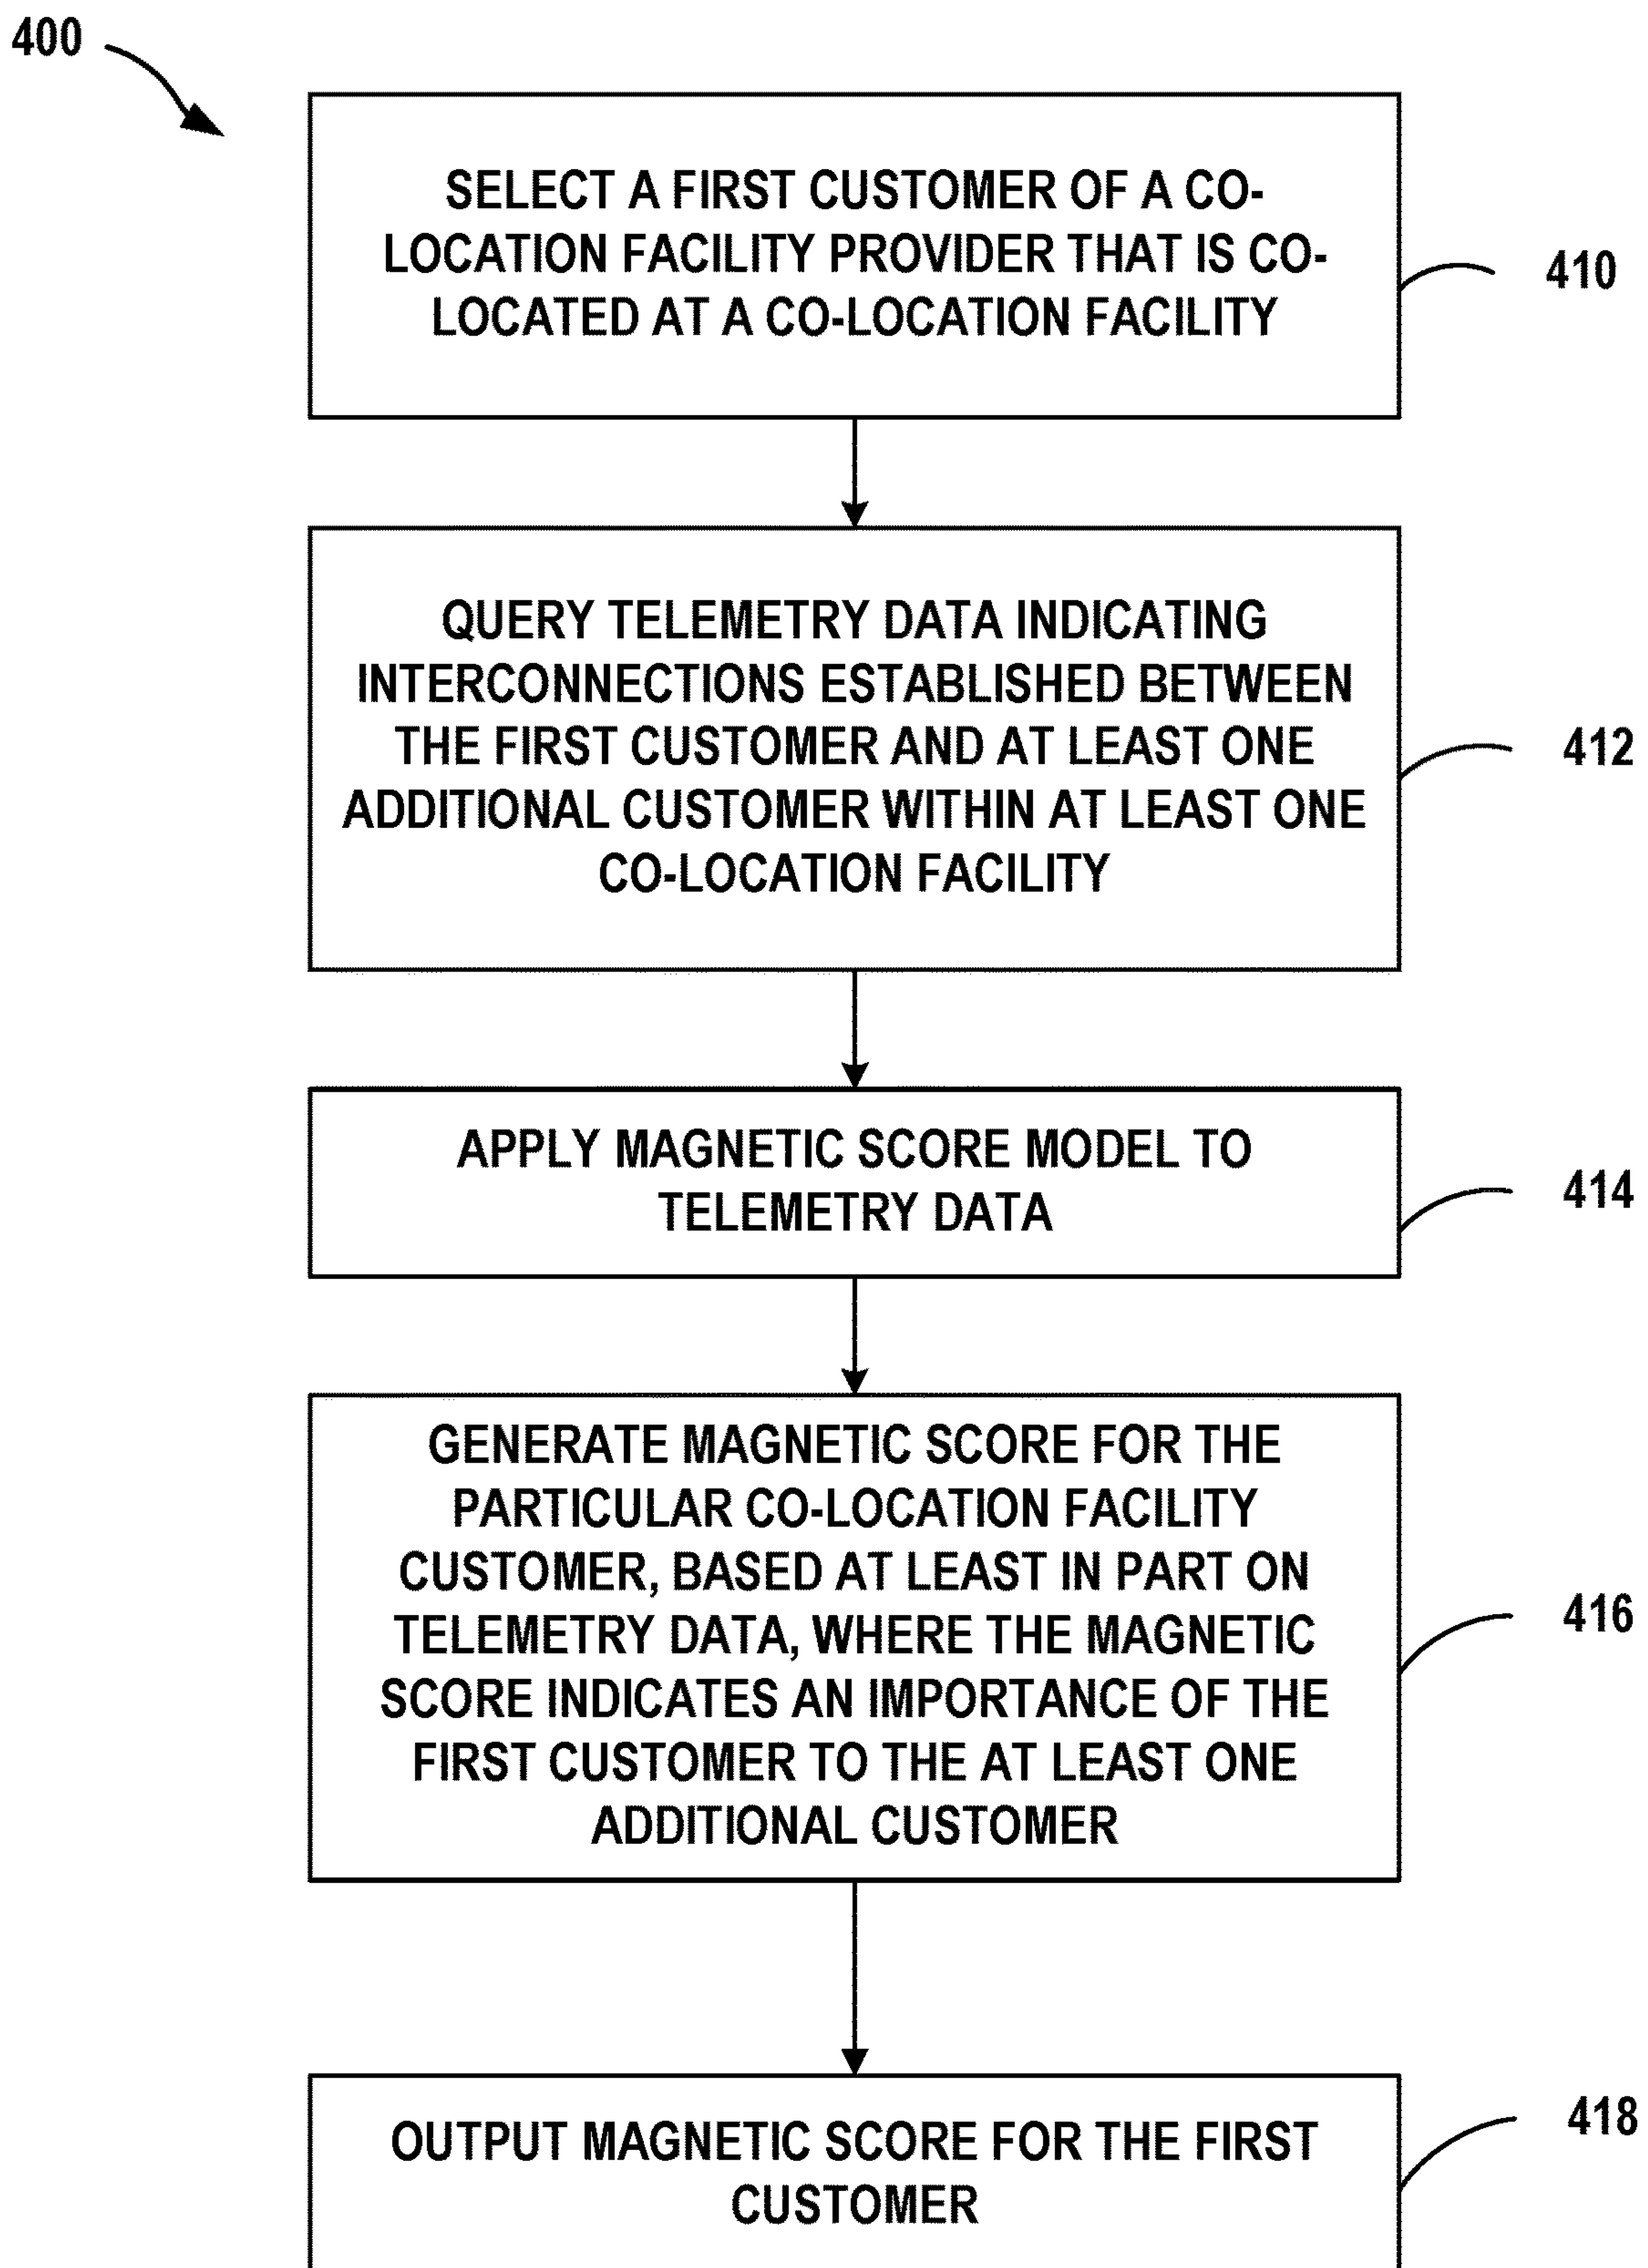 400
SELECT A FIRST CUSTOMER OF A CO-
LOCATION FACILITY PROVIDER THAT IS CO-
LOCATED AT A CO-LOCATION FACILITY
410
QUERY TELEMETRY DATA INDICATING
INTERCONNECTIONS ESTABLISHED BETWEEN
THE FIRST CUSTOMER AND AT LEAST ONE
ADDITIONAL CUSTOMER WITHIN AT LEAST ONE
CO-LOCATION FACILITY
412
APPLY MAGNETIC SCORE MODEL TO
TELEMETRY DATA
414
GENERATE MAGNETIC SCORE FOR THE
PARTICULAR CO-LOCATION FACILITY
CUSTOMER, BASED AT LEAST IN PART ON
TELEMETRY DATA, WHERE THE MAGNETIC
SCORE INDICATES AN IMPORTANCE OF THE
FIRST CUSTOMER TO THE AT LEAST ONE
ADDITIONAL CUSTOMER
416
OUTPUT MAGNETIC SCORE FOR THE FIRST
CUSTOMER
418